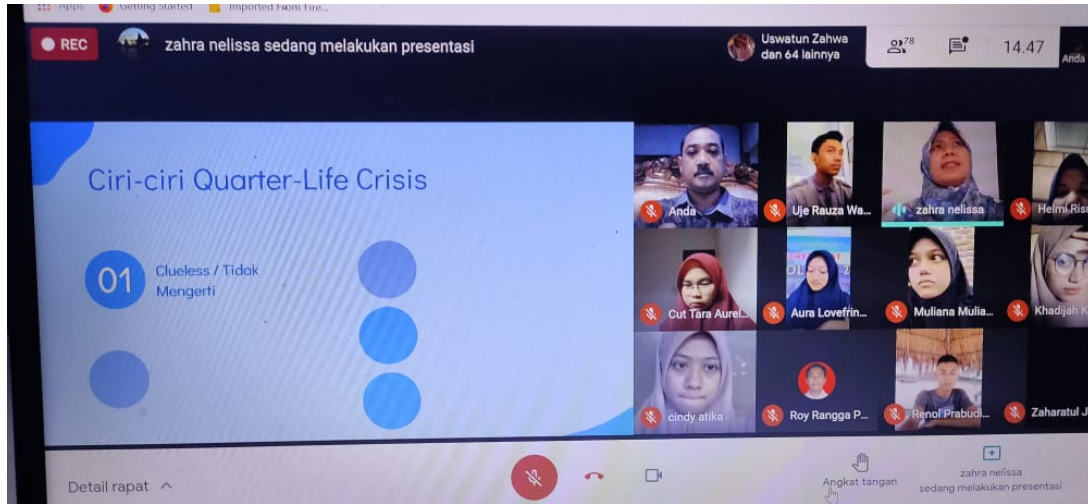 Apps Getting Started Imported From Fire...
REC
zahra nelissa sedang melakukan presentasi
Uswatun Zahwa
dan 64 lainnya
78
14.47
Anda
Ciri-ciri Quarter-Life Crisis
01
Clueless / Tidak
Mengerti
Anda
Uje Rauza Wa...
zahra nelissa
Helmi Ris
Cut Tara Aurel...
Aura Lovefrin...
Muliana Mulia...
Khadijah K
cindy atika
Roy Rangga P...
Renol Prabudi...
Zaharatul J
Detail rapat
Angkat tangan
zahra nelissa
sedang melakukan presentasi